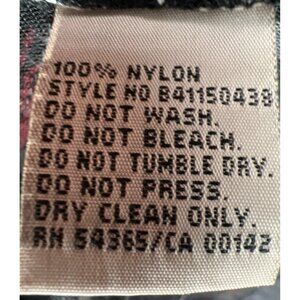 100% NYLON
STYLE NO B41150438
DO NOT WASH.
DO NOT BLEACH.
DO NOT TUMBLE DRY.
DO NOT PRESS.
DRY CLEAN ONLY.
RN 54365/CA 00142